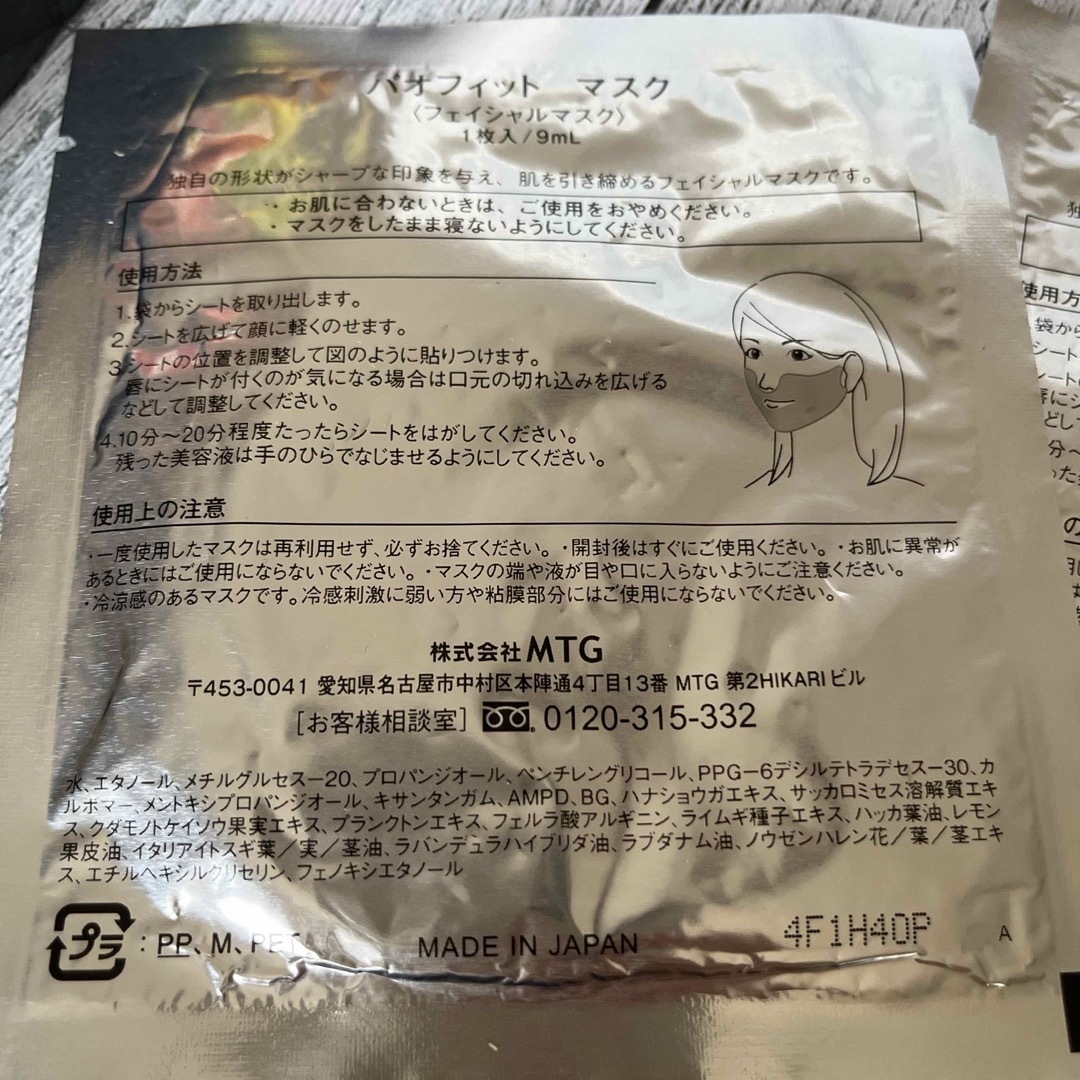 パオフィット マスク
〈フェイシャルマスク〉
1枚入/9mL
独自の形状がシャープな印象を与え、肌を引き締めるフェイシャルマスクです。
・お肌に合わないときは、ご使用をおやめください。
・マスクをしたまま寝ないようにしてください。
使用方法
1.袋からシートを取り出します。
2.シートを広げて顔に軽くのせます。
3.シートの位置を調整して図のように貼りつけます。
唇にシートが付くのが気になる場合は口元の切れ込みを広げる
などして調整してください。
4.10分〜20分程度たったらシートをはがしてください。
残った美容液は手のひらでなじませるようにしてください。
使用上の注意
・一度使用したマスクは再利用せず、必ずお捨てください。・開封後はすぐにご使用ください。・お肌に異常が
あるときにはご使用にならないでください。・マスクの端や液が目や口に入らないようにご注意ください。
・冷涼感のあるマスクです。冷感刺激に弱い方や粘膜部分にはご使用にならないでください。
株式会社MTG
〒453-0041 愛知県名古屋市中村区本陣通4丁目13番 MTG 第2HIKARIビル
[お客様相談室] 0120-315-332
水、エタノール、メチルグルセス-20、プロパンジオール、ペンチレングリコール、PPG-6デシルテトラデセス-30、カ
ルボマー、メントキシプロパンジオール、キサンタンガム、AMPD、BG、ハナショウガエキス、サッカロミセス溶解質エキ
ス、クダモノトケイソウ果実エキス、プランクトンエキス、フェルラ酸アルギニン、ライムギ種子エキス、ハッカ葉油、レモン
果皮油、イタリアイトスギ葉/実/茎油、ラバンデュラハイブリダ油、ラブダナム油、ノウゼンハレン花/葉/茎エキ
ス、エチルヘキシルグリセリン、フェノキシエタノール
プラ : PP、M、PET
MADE IN JAPAN
4F1H40P
A
使用方
袋から
シート